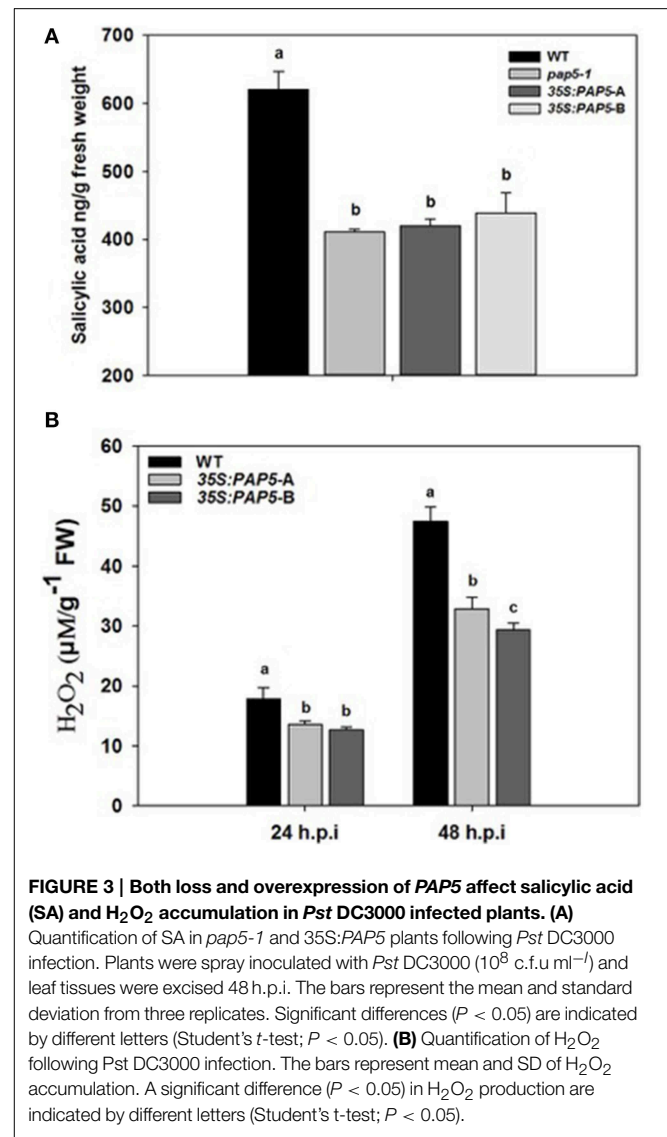 A
700
600
500
400
300
200
Salicylic acid ng/g fresh weight
a
b
b
b
WT
pap5-1
35S:PAP5-A
35S:PAP5-B
B
60
50
40
30
20
10
0
H₂O₂ (µM/g⁻¹ FW)
WT
35S:PAP5-A
35S:PAP5-B
a
b
b
a
b
c
24 h.p.i
48 h.p.i
FIGURE 3 | Both loss and overexpression of PAP5 affect salicylic acid
(SA) and H₂O₂ accumulation in Pst DC3000 infected plants. (A)
Quantification of SA in pap5-1 and 35S:PAP5 plants following Pst DC3000
infection. Plants were spray inoculated with Pst DC3000 (10⁸ c.f.u ml⁻ˡ) and
leaf tissues were excised 48 h.p.i. The bars represent the mean and standard
deviation from three replicates. Significant differences (P < 0.05) are indicated
by different letters (Student's t-test; P < 0.05). (B) Quantification of H₂O₂
following Pst DC3000 infection. The bars represent mean and SD of H₂O₂
accumulation. A significant difference (P < 0.05) in H₂O₂ production are
indicated by different letters (Student's t-test; P < 0.05).